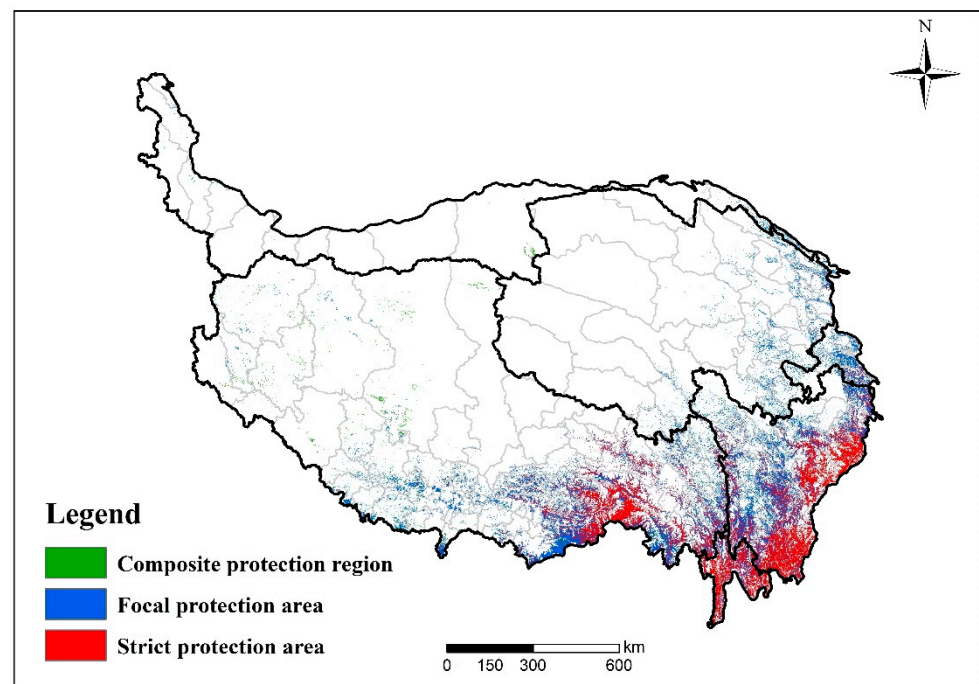 N
Legend
Composite protection region
Focal protection area
Strict protection area
km
0 150 300 600